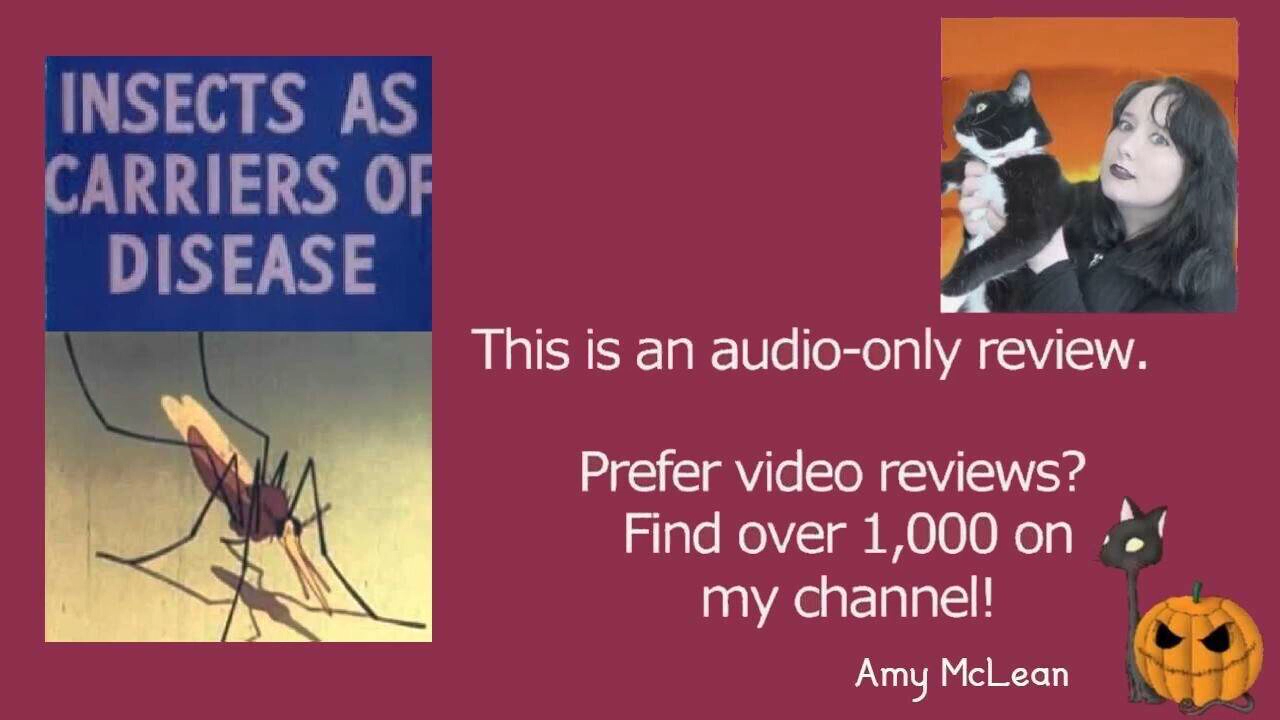 INSECTS AS
CARRIERS OF
DISEASE
This is an audio-only review.
Prefer video reviews?
Find over 1,000 on
my channel!
Amy McLean